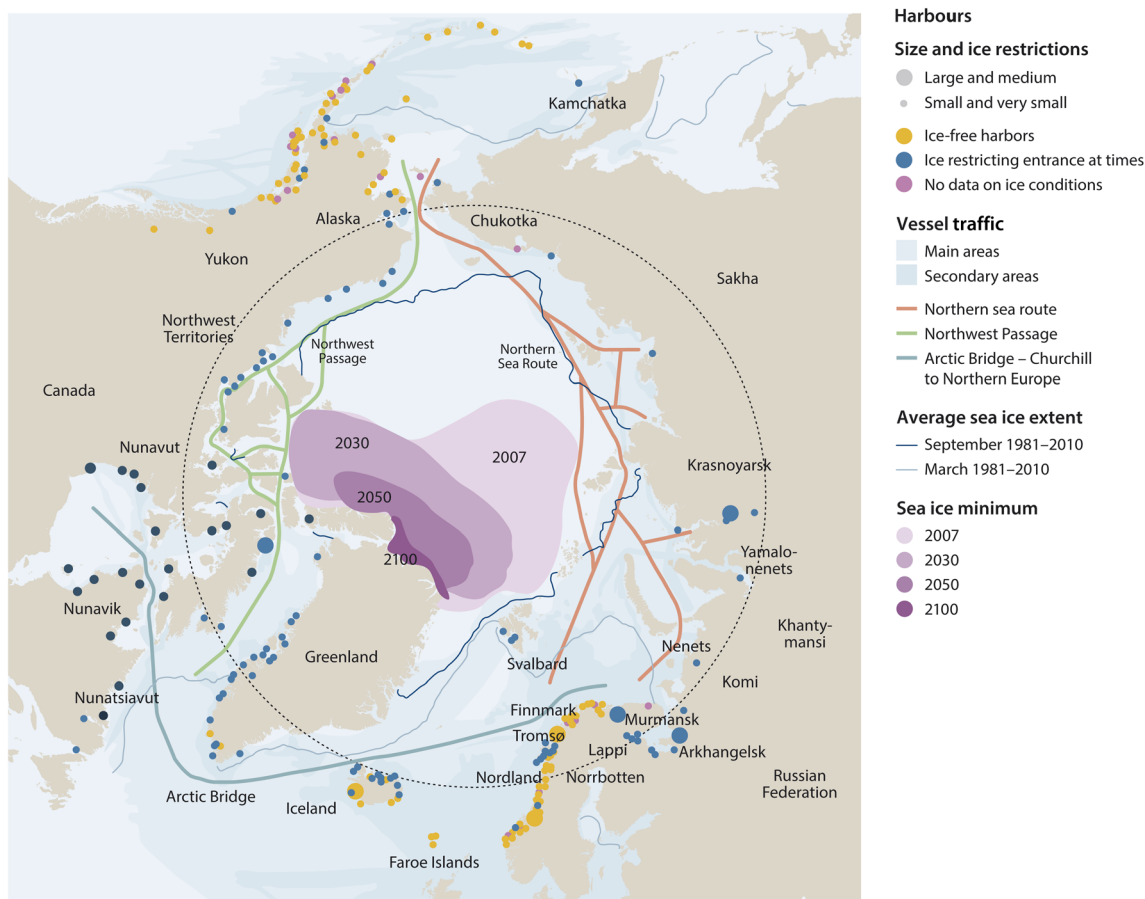 Kamchatka
Alaska
Chukotka
Yukon
Sakha
Northwest
Territories
Northwest
Passage
Northern
Sea Route
Canada
2030
2007
Nunavut
Krasnoyarsk
2050
2100
Yamalo-
nenets
Nunavik
Khanty-
mansi
Greenland
Svalbard
Nenets
Komi
Nunatsiavut
Finnmark
Murmansk
Tromsø
Lappi
Arkhangelsk
Nordland
Norrbotten
Russian
Federation
Arctic Bridge
Iceland
Faroe Islands
Harbours
Size and ice restrictions
Large and medium
Small and very small
Ice-free harbors
Ice restricting entrance at times
No data on ice conditions
Vessel traffic
Main areas
Secondary areas
Northern sea route
Northwest Passage
Arctic Bridge – Churchill
to Northern Europe
Average sea ice extent
September 1981–2010
March 1981–2010
Sea ice minimum
2007
2030
2050
2100